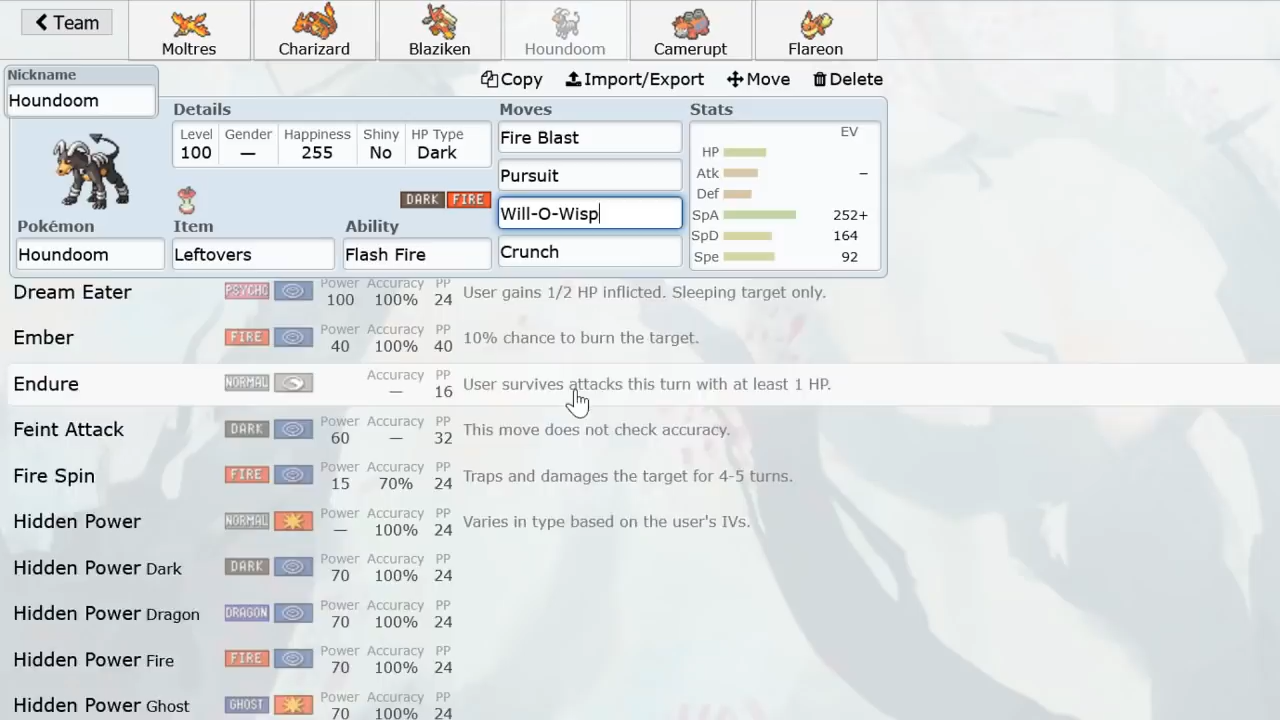 Team
Moltres
Charizard
Blaziken
Houndoom
Camerupt
Flareon
Nickname
Houndoom
Copy
Import/Export
Move
Delete
Details
Level Gender Happiness Shiny HP Type
100 — 255 No Dark
DARK FIRE
Pokémon
Houndoom
Item
Leftovers
Ability
Flash Fire
Moves
Fire Blast
Pursuit
Will-O-Wisp
Crunch
Stats
EV
HP
Atk –
Def
SpA 252+
SpD 164
Spe 92
Dream Eater PSYCHC Power 100 Accuracy 100% PP 24 User gains 1/2 HP inflicted. Sleeping target only.
Ember FIRE Power 40 Accuracy 100% PP 40 10% chance to burn the target.
Endure NORMAL Accuracy — PP 16 User survives attacks this turn with at least 1 HP.
Feint Attack DARK Power 60 Accuracy — PP 32 This move does not check accuracy.
Fire Spin FIRE Power 15 Accuracy 70% PP 24 Traps and damages the target for 4-5 turns.
Hidden Power NORMAL Power — Accuracy 100% PP 24 Varies in type based on the user's IVs.
Hidden Power Dark DARK Power 70 Accuracy 100% PP 24
Hidden Power Dragon DRAGON Power 70 Accuracy 100% PP 24
Hidden Power Fire FIRE Power 70 Accuracy 100% PP 24
Hidden Power Ghost GHOST Power 70 Accuracy 100% PP 24